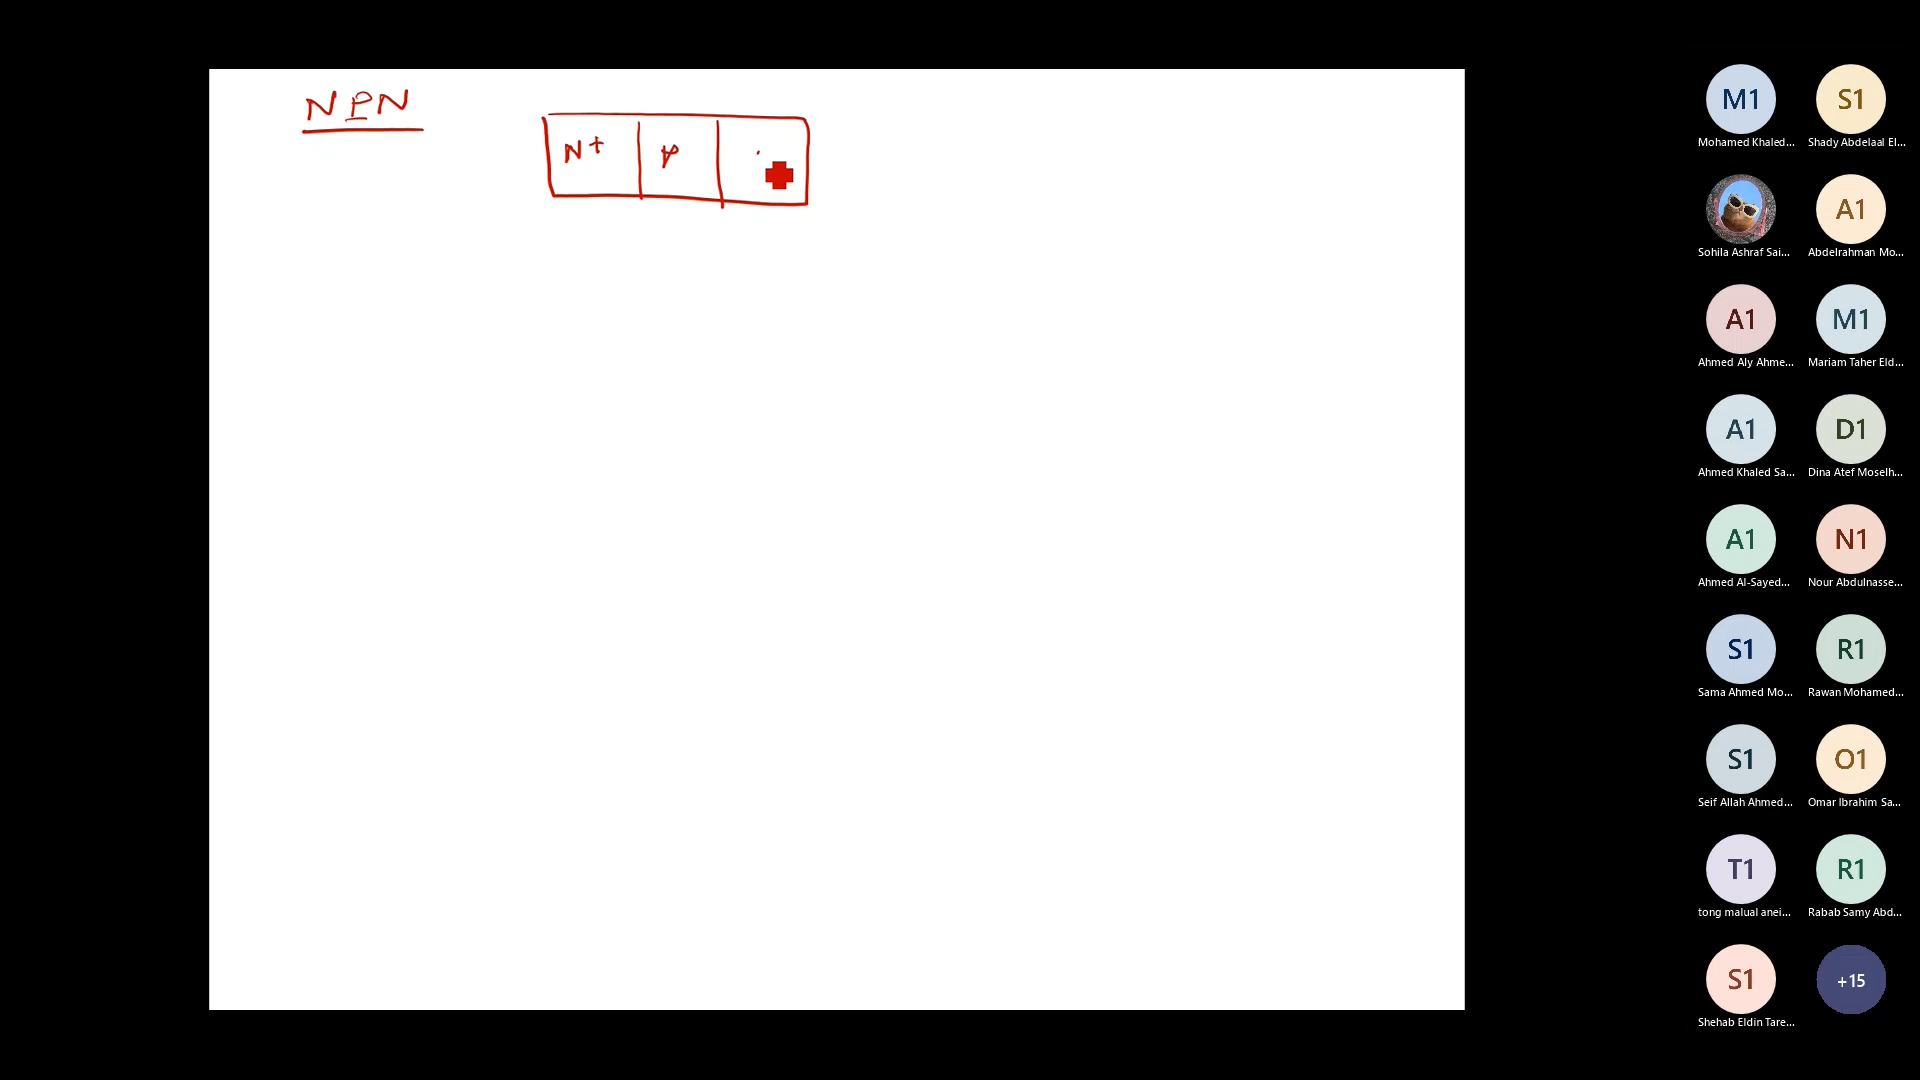 NPN
N+ P
M1 S1
Mohamed Khaled... Shady Abdelaal El...
A1
Sohila Ashraf Sai... Abdelrahman Mo...
A1 M1
Ahmed Aly Ahme... Mariam Taher Eld...
A1 D1
Ahmed Khaled Sa... Dina Atef Moselh...
A1 N1
Ahmed Al-Sayed... Nour Abdulnasse...
S1 R1
Sama Ahmed Mo... Rawan Mohamed...
S1 O1
Seif Allah Ahmed... Omar Ibrahim Sa...
T1 R1
tong malual anei... Rabab Samy Abd...
S1 +15
Shehab Eldin Tare...